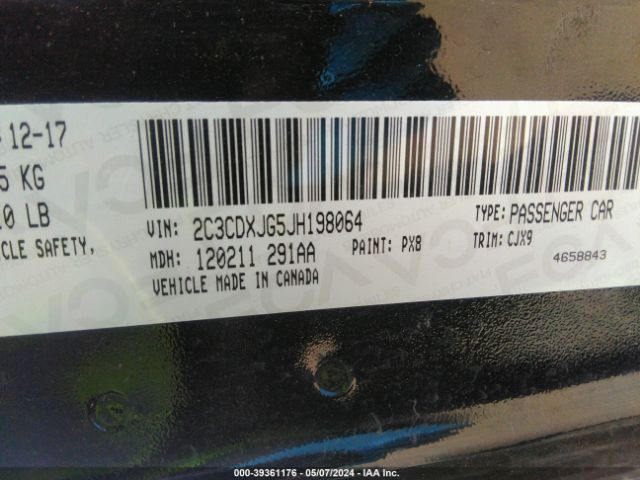 12-17
5 KG
0 LB
ICLE SAFETY,
VIN: 2C3CDXJG5JH198064
TYPE: PASSENGER CAR
MDH: 120211 291AA
PAINT: PX8
TRIM: CJX9
VEHICLE MADE IN CANADA
4658843
000-39361176 - 05/07/2024 - IAA Inc.